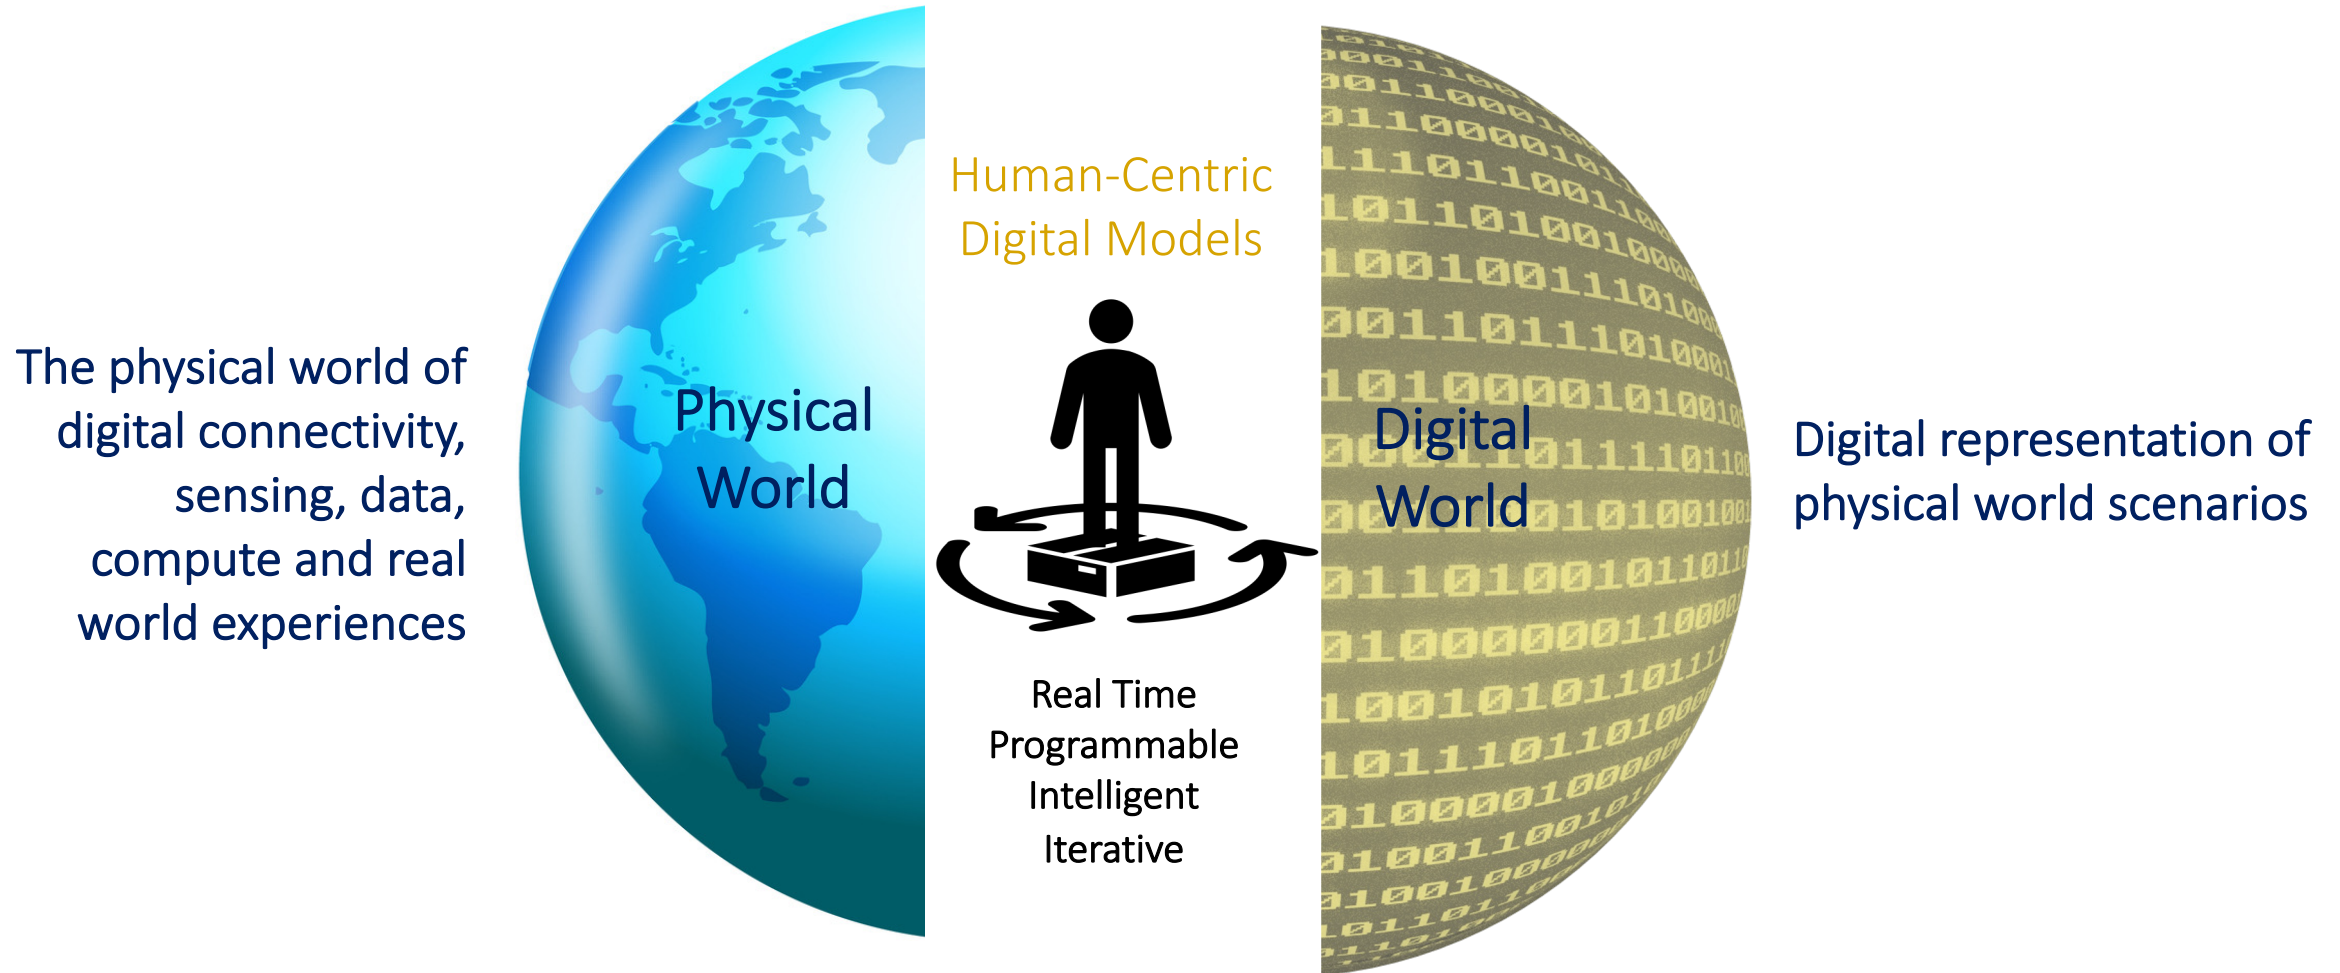 The physical world of
digital connectivity,
sensing, data,
compute and real
world experiences
Physical
World
Human-Centric
Digital Models
Real Time
Programmable
Intelligent
Iterative
Digital
World
Digital representation of
physical world scenarios